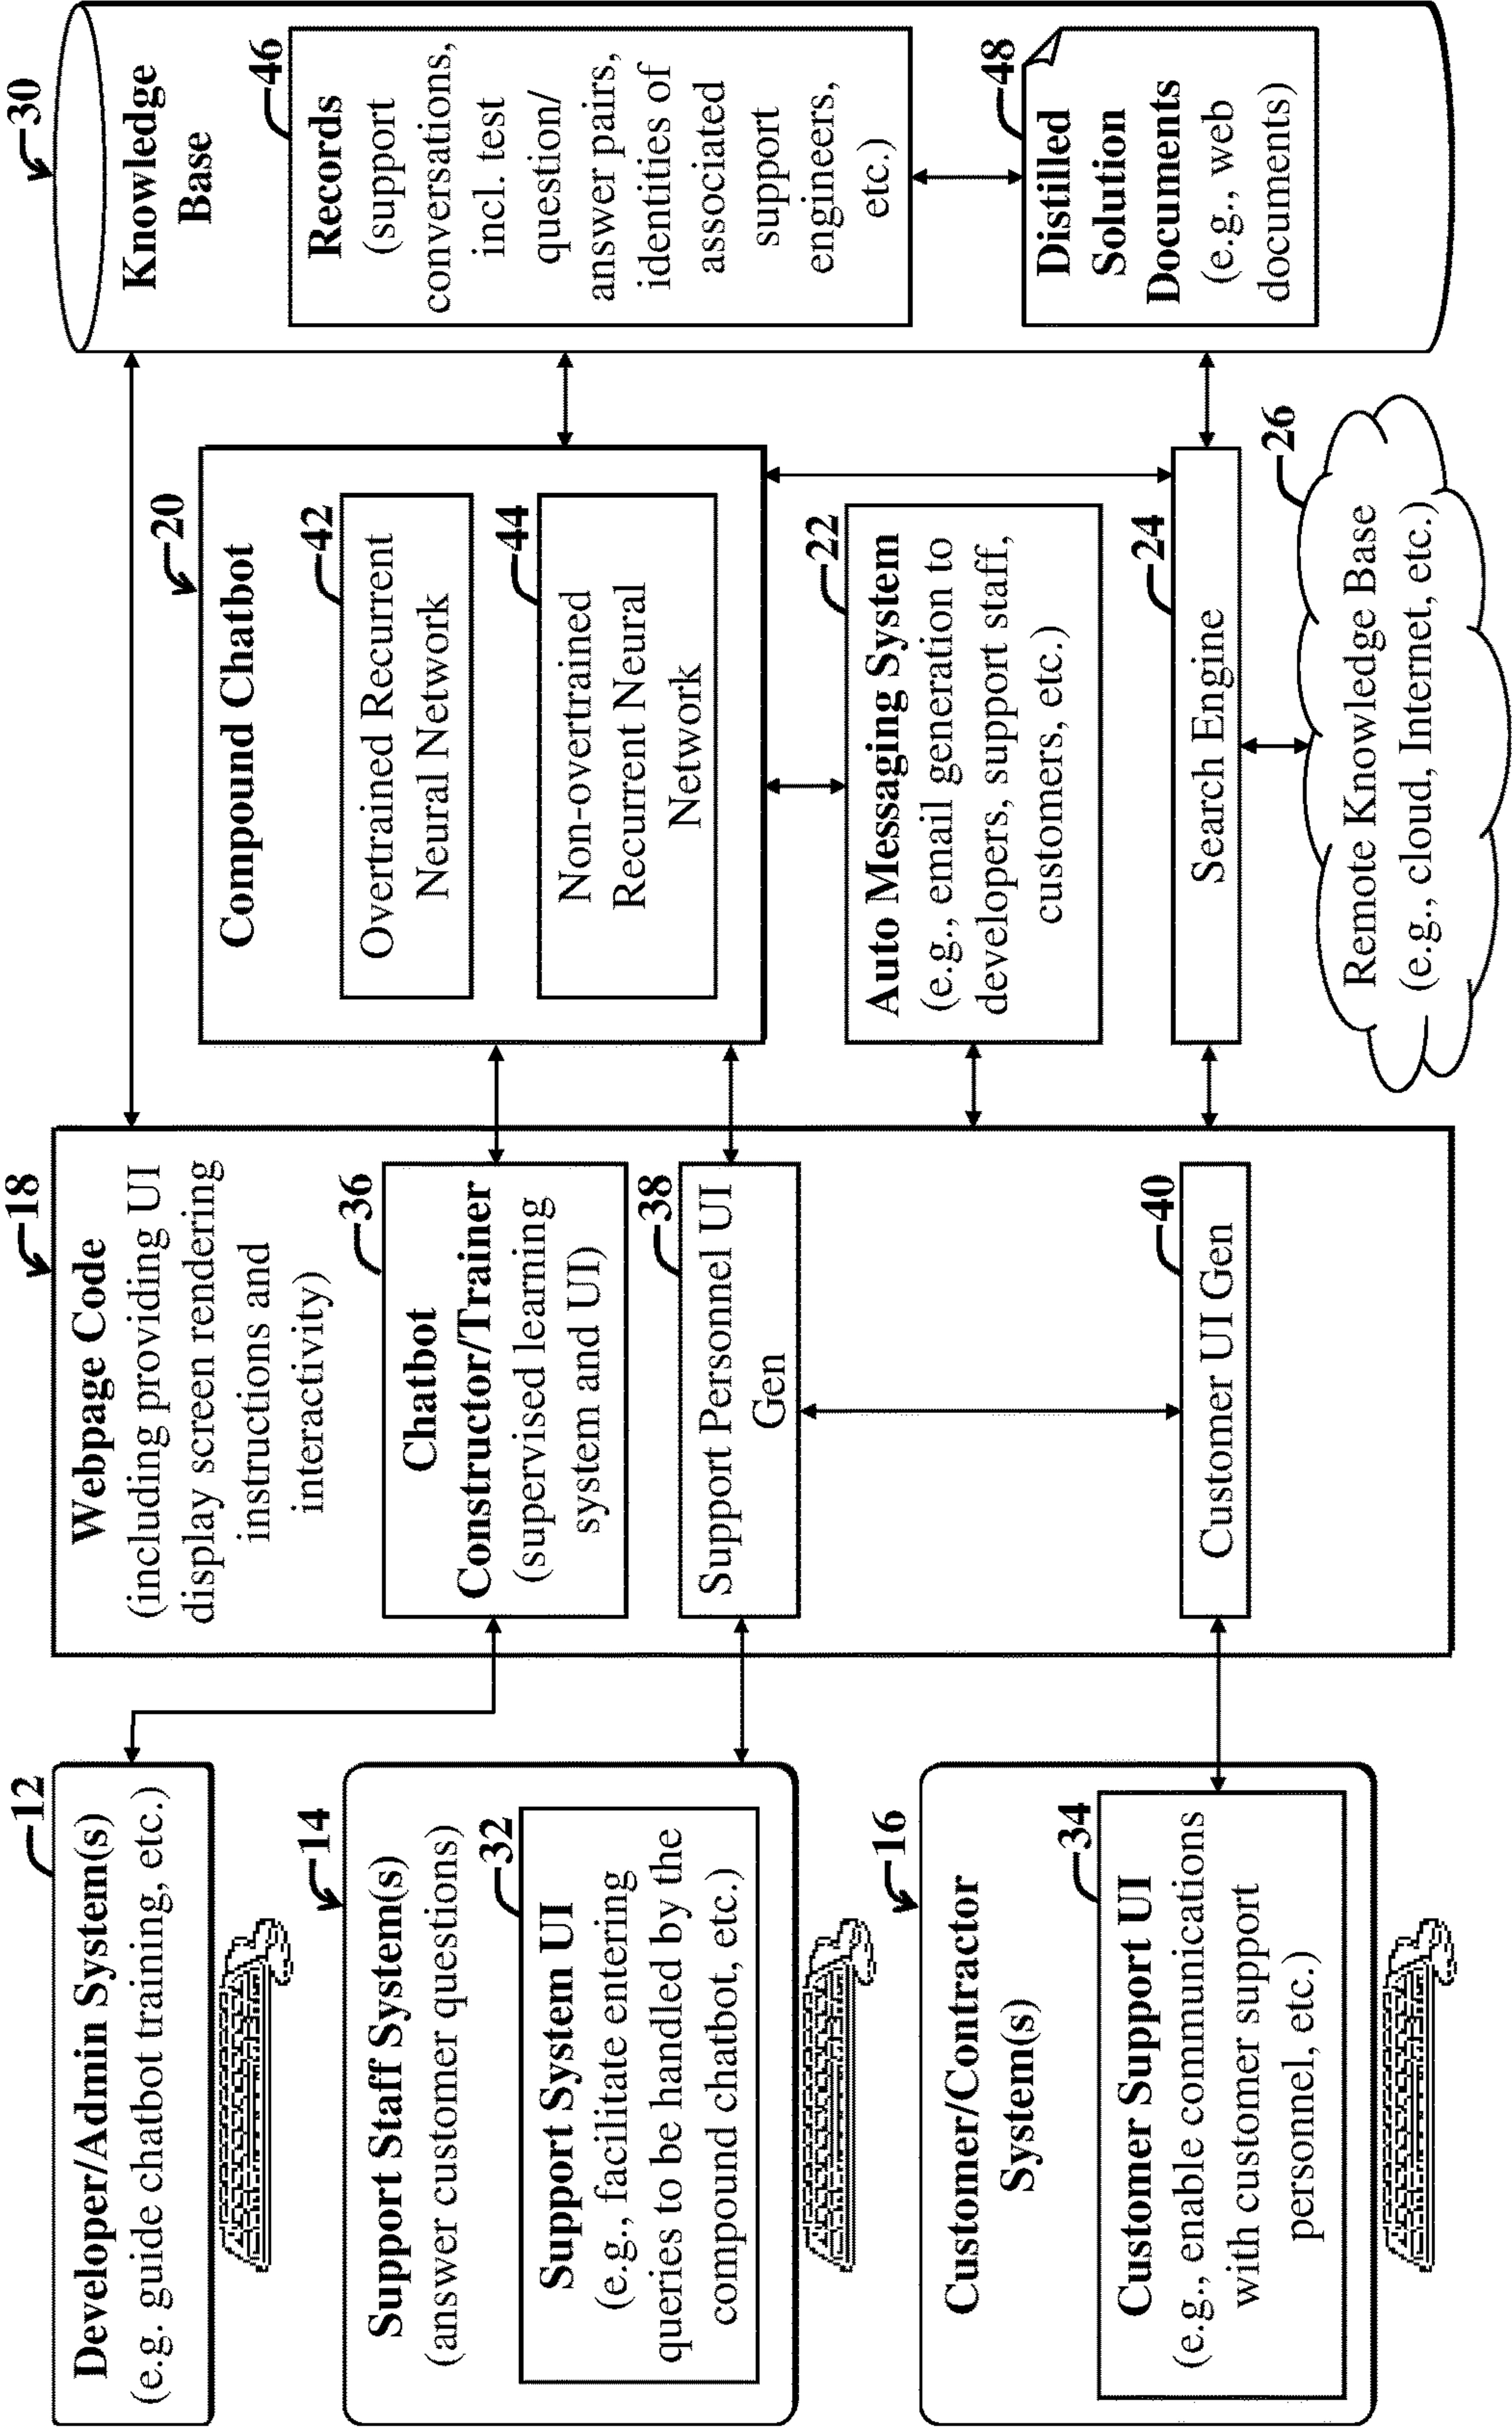 12
Developer/Admin System(s)
(e.g. guide chatbot training, etc.)
14
Support Staff System(s)
(answer customer questions)
32
Support System UI
(e.g., facilitate entering
queries to be handled by the
compound chatbot, etc.)
16
Customer/Contractor
System(s)
34
Customer Support UI
(e.g., enable communications
with customer support
personnel, etc.)
18
Webpage Code
(including providing UI
display screen rendering
instructions and
interactivity)
36
Chatbot
Constructor/Trainer
(supervised learning
system and UI)
38
Support Personnel UI
Gen
40
Customer UI Gen
20
Compound Chatbot
42
Overtrained Recurrent
Neural Network
44
Non-overtrained
Recurrent Neural
Network
22
Auto Messaging System
(e.g., email generation to
developers, support staff,
customers, etc.)
24
Search Engine
26
Remote Knowledge Base
(e.g., cloud, Internet, etc.)
30
Knowledge
Base
46
Records
(support
conversations,
incl. test
question/
answer pairs,
identities of
associated
support
engineers,
etc.)
48
Distilled
Solution
Documents
(e.g., web
documents)